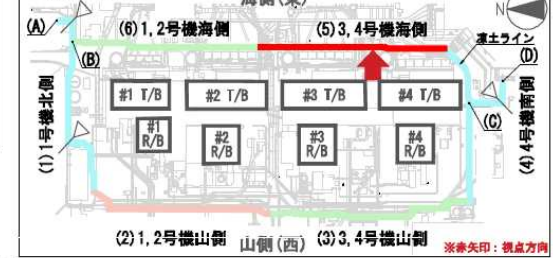 海側(東)
N
(A)
(6)1,2号機海側
(5)3,4号機海側
凍土ライン
(B)
(D)
#1 T/B
#2 T/B
#3 T/B
#4 T/B
(1)1号機北側
#1
R/B
#2
R/B
#3
R/B
#4
R/B
(C)
(4)4号機南側
(2)1,2号機山側
山側(西)
(3)3,4号機山側
※赤矢印：視点方向